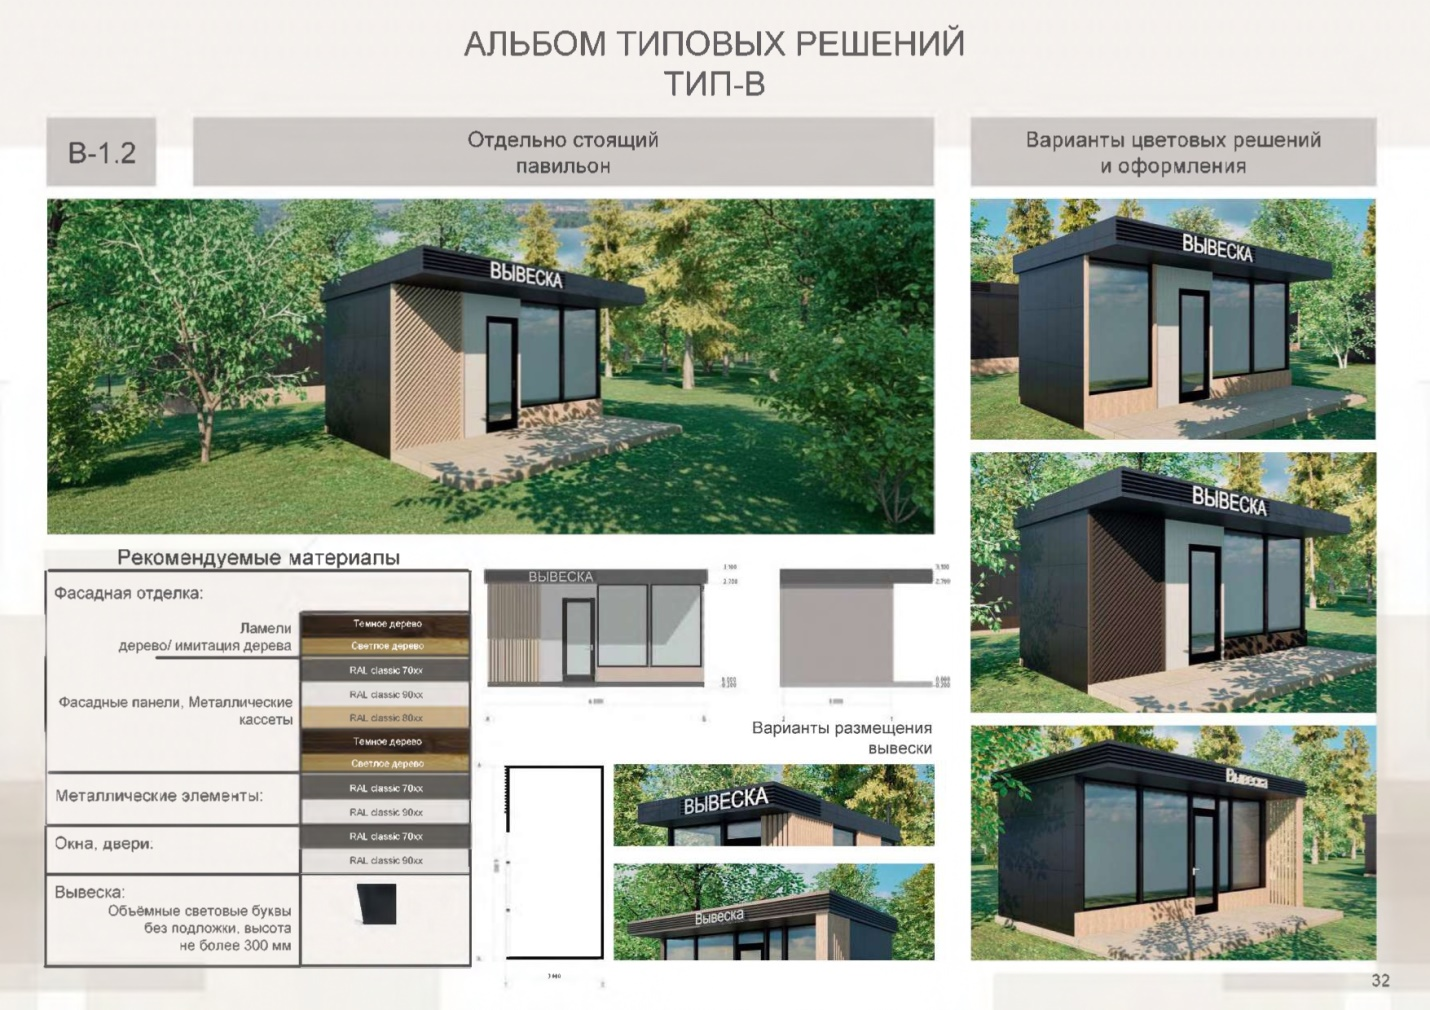 АЛЬБОМ ТИПОВЫХ РЕШЕНИЙ
ТИП-В
В-1.2
Отдельно стоящий
павильон
Варианты цветовых решений
и оформления
ВЫВЕСКА
ВЫВЕСКА
ВЫВЕСКА
Вывеска
Рекомендуемые материалы
Фасадная отделка:
Ламели
дерево/ имитация дерева
Темное дерево
Светлое дерево
Фасадные панели, Металлические
кассеты
RAL classic 70xx
RAL classic 90xx
RAL classic 80xx
Темное дерево
Светлое дерево
Металлические элементы:
RAL classic 70xx
RAL classic 90xx
Окна, двери.
RAL classic 70xx
RAL classic 90xx
Вывеска:
Объёмные световые буквы
без подложки, высота
не более 300 мм
ВЫВЕСКА
Варианты размещения
вывески
ВЫВЕСКА
Вывеска
32